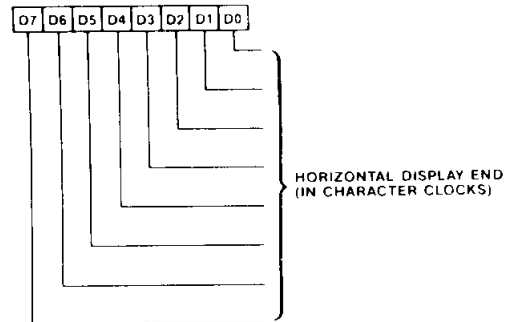 D7 D6 D5 D4 D3 D2 D1 D0
HORIZONTAL DISPLAY END
(IN CHARACTER CLOCKS)